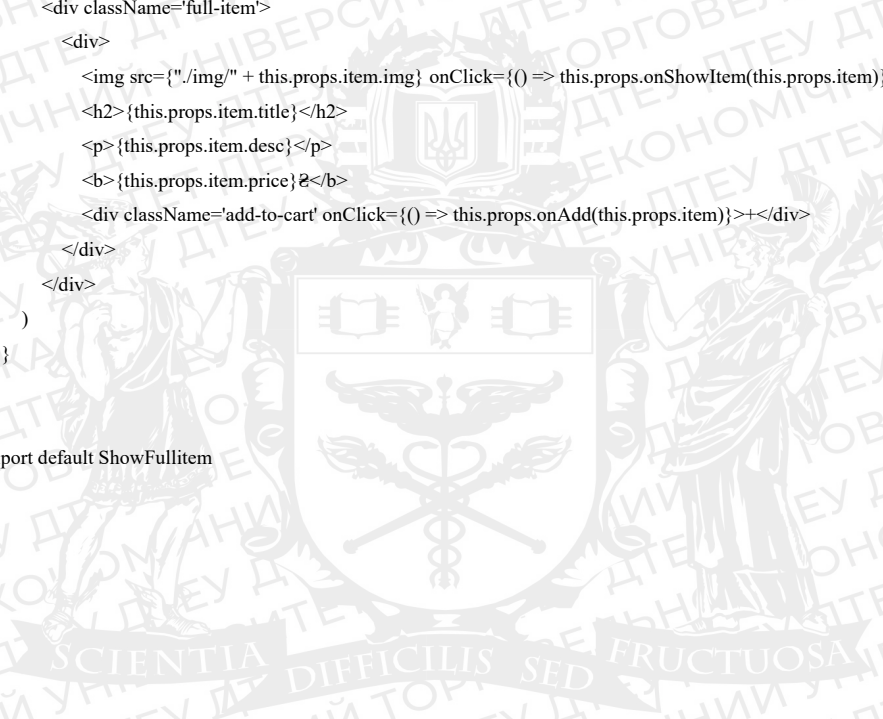 <div className='full-item'>
<div>
<img src={"./img/" + this.props.item.img} onClick={() => this.props.onShowItem(this.props.item)}
<h2>{this.props.item.title}</h2>
<p>{this.props.item.desc}</p>
<b>{this.props.item.price}₴</b>
<div className='add-to-cart' onClick={() => this.props.onAdd(this.props.item)}>+</div>
</div>
</div>
)
}
port default ShowFullitem
SCIENTIA DIFFICILIS SED FRUCTUOSA